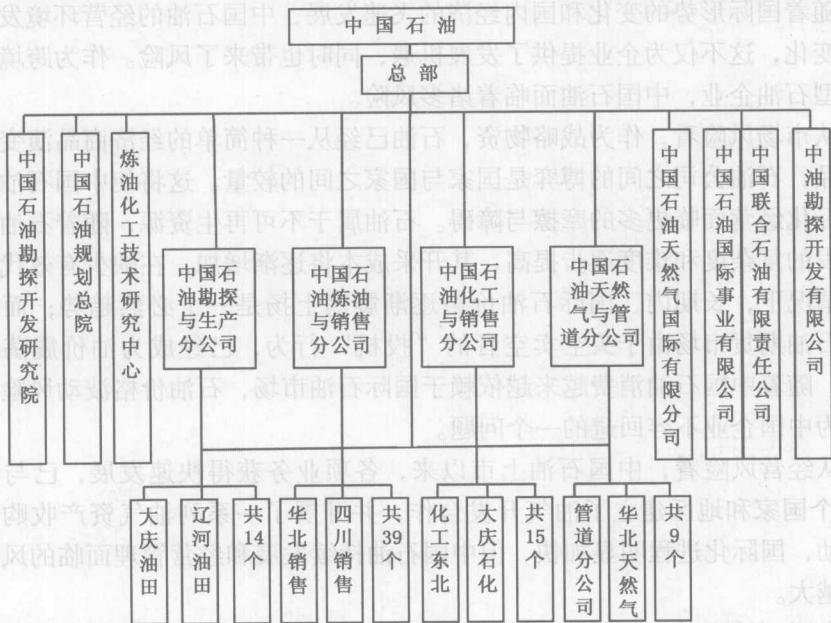 中国石油
总部
中国石油勘探开发研究院
中国石油规划总院
炼油化工技术研究中心
中国石
油勘探
与生产
分公司
中国石
油炼油
与销售
分公司
中国石
油化工
与销售
分公司
中国石
油天然
气与管
道公司
中国石油天然气国际有限分司
中国石油国际事业有限公司
中国联合石油有限责任公司
中油勘探开发有限公司
大庆油田
辽河油田
共14个
华北销售
四川销售
共39个
化工东北
大庆石化
共15个
管道分公司
华北天然气
共5个